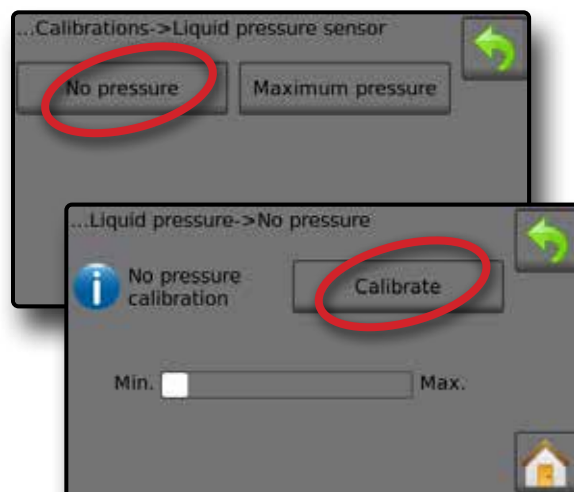 ...Calibrations->Liquid pressure sensor
No pressure
Maximum pressure
...Liquid pressure->No pressure
i
No pressure
calibration
Calibrate
Min.
Max.